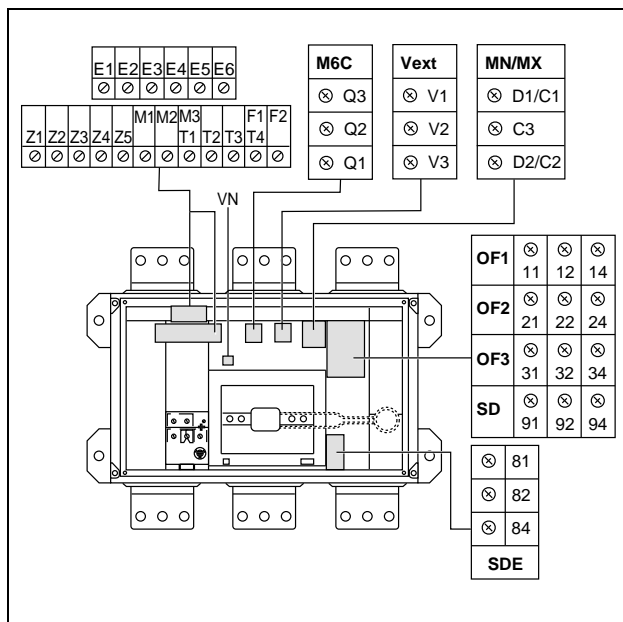 E1 E2 E3 E4 E5 E6
Z1 Z2 Z3 Z4 Z5 M1 M2 M3 T1 T2 T3 F1 T4 F2
VN
M6C
Q3
Q2
Q1
Vext
V1
V2
V3
MN/MX
D1/C1
C3
D2/C2
OF1 11 12 14
OF2 21 22 24
OF3 31 32 34
SD 91 92 94
81
82
84
SDE